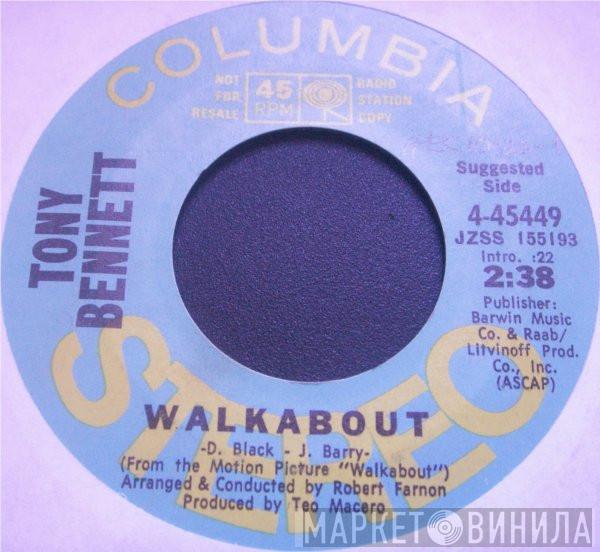 COLUMBIA
NOT
FOR
RESALE
45
RPM
RADIO
STATION
COPY
TONY
BENNETT
Suggested
Side
4-45449
JZSS 155193
Intro. :22
2:38
Publisher:
Barwin Music
Co. & Raab/
Litvinoff Prod.
Co., Inc.
(ASCAP)
STEREO
WALKABOUT
-D. Black - J. Barry-
(From the Motion Picture "Walkabout")
Arranged & Conducted by Robert Farnon
Produced by Teo Macero
МАРКЕТ ВИНИЛА